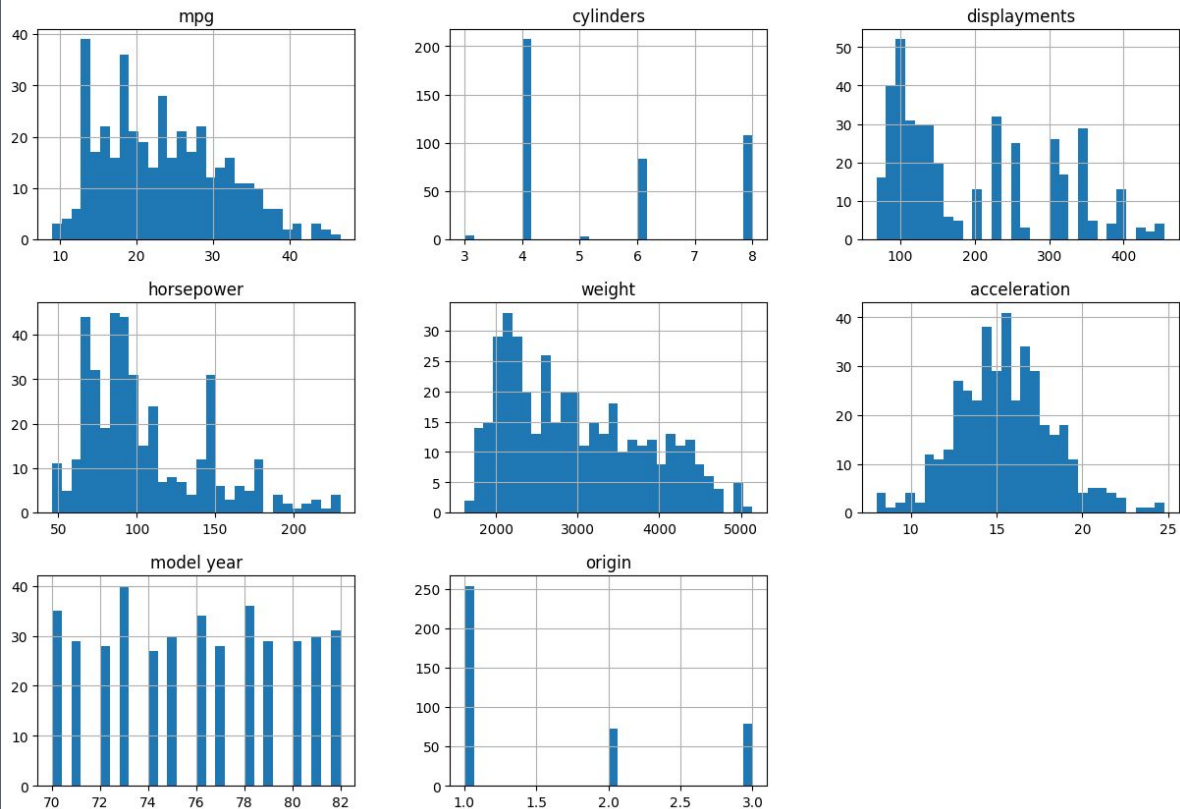 mpg
40
30
20
10
0
10 20 30 40
cylinders
200
150
100
50
0
3 4 5 6 7 8
displayments
50
40
30
20
10
0
100 200 300 400
horsepower
40
30
20
10
0
50 100 150 200
weight
30
25
20
15
10
5
0
2000 3000 4000 5000
acceleration
40
30
20
10
0
10 15 20 25
model year
40
30
20
10
0
70 72 74 76 78 80 82
origin
250
200
150
100
50
0
1.0 1.5 2.0 2.5 3.0